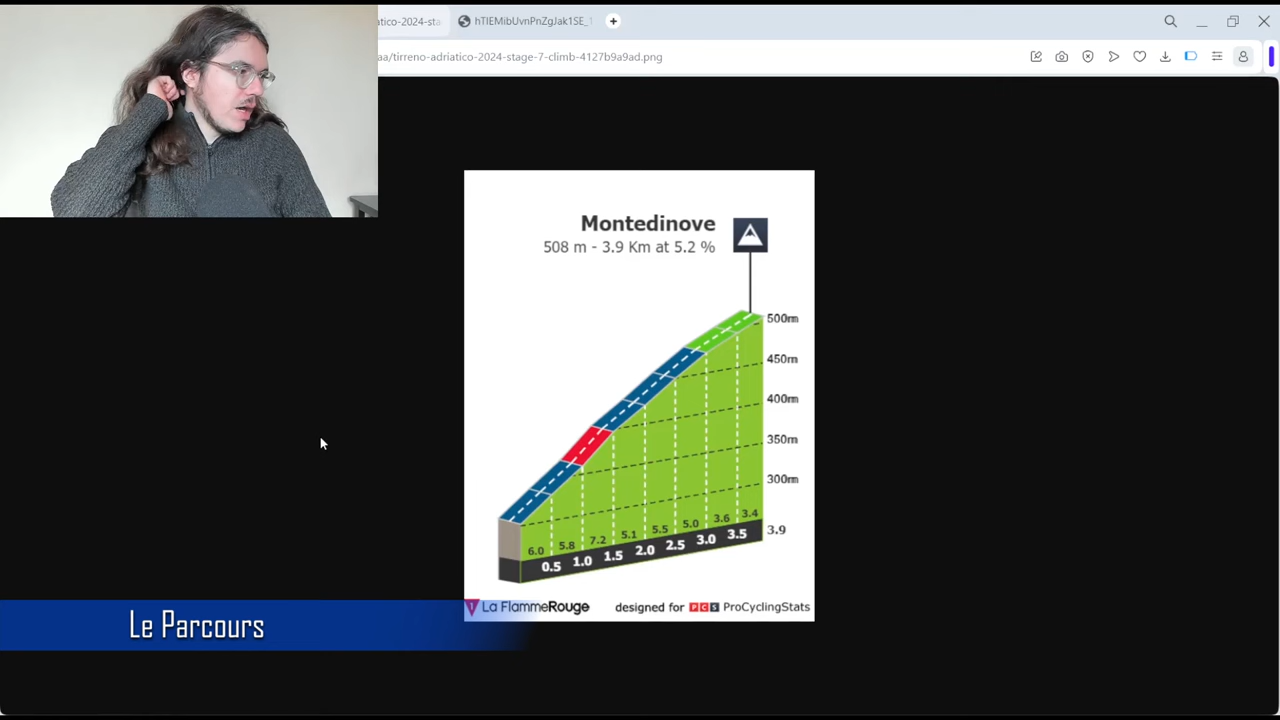 atico-2024-sta
hTIEMibUvnPnZgJak1SE_1
aa/tirreno-adriatico-2024-stage-7-climb-4127b9a9ad.png
Montedinove
508 m - 3.9 Km at 5.2 %
500m
450m
400m
350m
300m
6.0 5.8 7.2 5.1 5.5 5.0 3.6 3.4
0.5 1.0 1.5 2.0 2.5 3.0 3.5 3.9
La FlammeRouge designed for PCS ProCyclingStats
Le Parcours